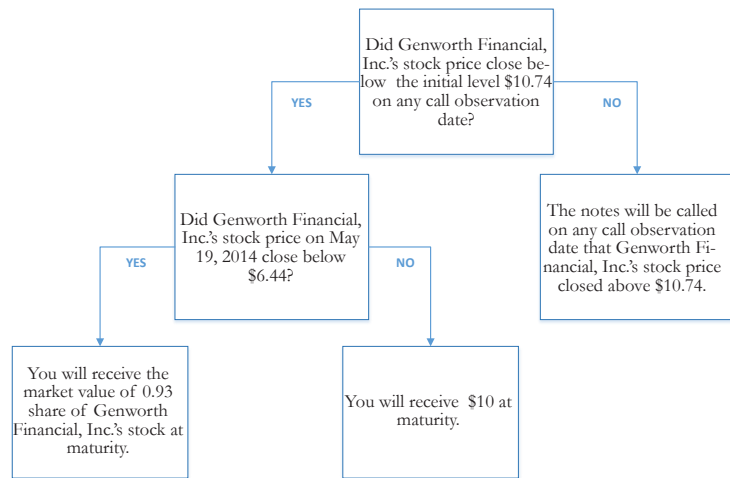 Did Genworth Financial,
Inc.'s stock price close be-
low the initial level $10.74
on any call observation
date?
YES
NO
Did Genworth Financial,
Inc.'s stock price on May
19, 2014 close below
$6.44?
The notes will be called
on any call observation
date that Genworth Fi-
nancial, Inc.'s stock price
closed above $10.74.
YES
NO
You will receive the
market value of 0.93
share of Genworth
Financial, Inc.'s stock at
maturity.
You will receive $10 at
maturity.